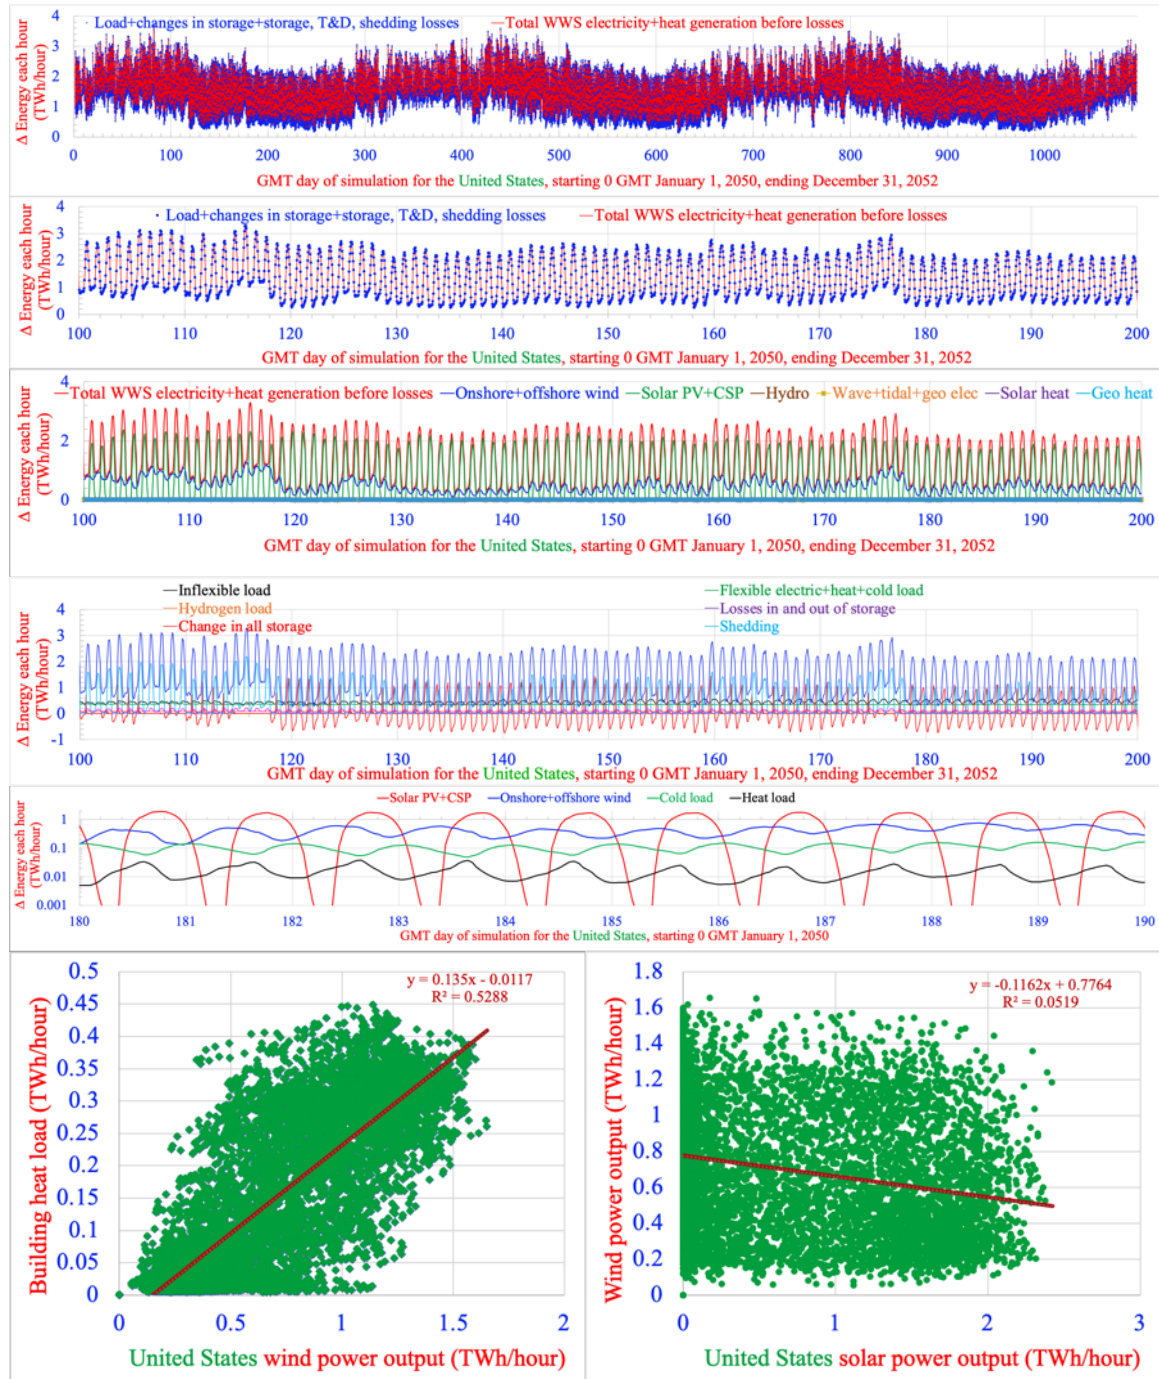 Load+changes in storage+storage, T&D, shedding losses
Total WWS electricity+heat generation before losses
Δ Energy each hour
(TWh/hour)
4
3
2
1
0
0 100 200 300 400 500 600 700 800 900 1000
GMT day of simulation for the United States, starting 0 GMT January 1, 2050, ending December 31, 2052
Load+changes in storage+storage, T&D, shedding losses
Total WWS electricity+heat generation before losses
Δ Energy each hour
(TWh/hour)
4
3
2
1
0
100 110 120 130 140 150 160 170 180 190 200
GMT day of simulation for the United States, starting 0 GMT January 1, 2050, ending December 31, 2052
Total WWS electricity+heat generation before losses Onshore+offshore wind Solar PV+CSP Hydro Wave+tidal+geo elec Solar heat Geo heat
Δ Energy each hour
(TWh/hour)
4
2
0
100 110 120 130 140 150 160 170 180 190 200
GMT day of simulation for the United States, starting 0 GMT January 1, 2050, ending December 31, 2052
Inflexible load
Flexible electric+heat+cold load
Hydrogen load
Losses in and out of storage
Change in all storage
Shedding
Δ Energy each hour
(TWh/hour)
4
3
2
1
0
-1
100 110 120 130 140 150 160 170 180 190 200
GMT day of simulation for the United States, starting 0 GMT January 1, 2050, ending December 31, 2052
Solar PV+CSP Onshore+offshore wind Cold load Heat load
Δ Energy each hour
(TWh/hour)
1
0.1
0.01
0.001
180 181 182 183 184 185 186 187 188 189 190
GMT day of simulation for the United States, starting 0 GMT January 1, 2050
y = 0.135x - 0.0117
R² = 0.5288
Building heat load (TWh/hour)
0.5
0.45
0.4
0.35
0.3
0.25
0.2
0.15
0.1
0.05
0
0 0.5 1 1.5 2
United States wind power output (TWh/hour)
y = -0.1162x + 0.7764
R² = 0.0519
Wind power output (TWh/hour)
1.8
1.6
1.4
1.2
1
0.8
0.6
0.4
0.2
0
0 1 2 3
United States solar power output (TWh/hour)